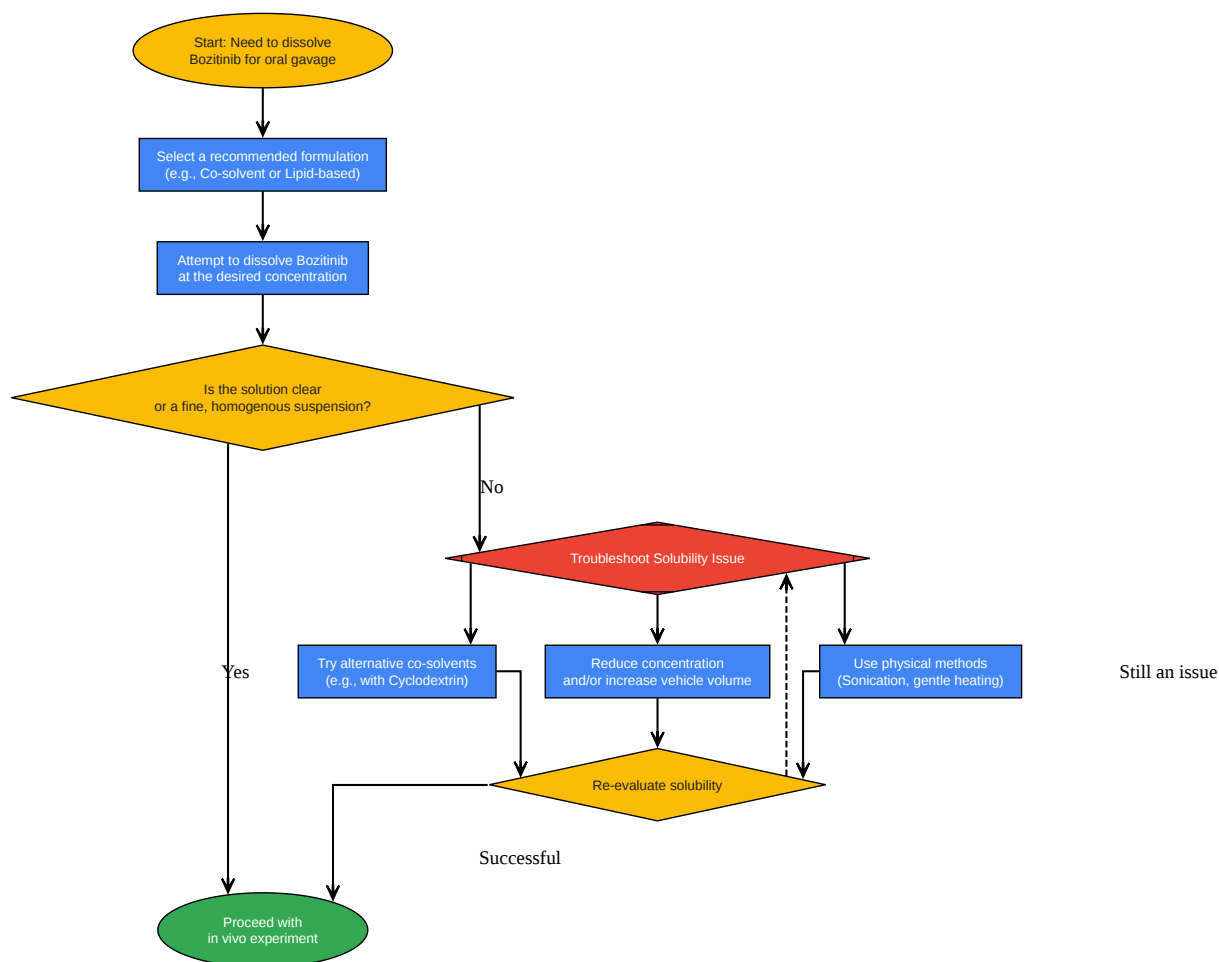 Start: Need to dissolve
Bozitinib for oral gavage
Select a recommended formulation
(e.g., Co-solvent or Lipid-based)
Attempt to dissolve Bozitinib
at the desired concentration
Is the solution clear
or a fine, homogenous suspension?
No
Troubleshoot Solubility Issue
Yes
Try alternative co-solvents
(e.g., with Cyclodextrin)
Reduce concentration
and/or increase vehicle volume
Use physical methods
(Sonication, gentle heating)
Still an issue
Re-evaluate solubility
Successful
Proceed with
in vivo experiment